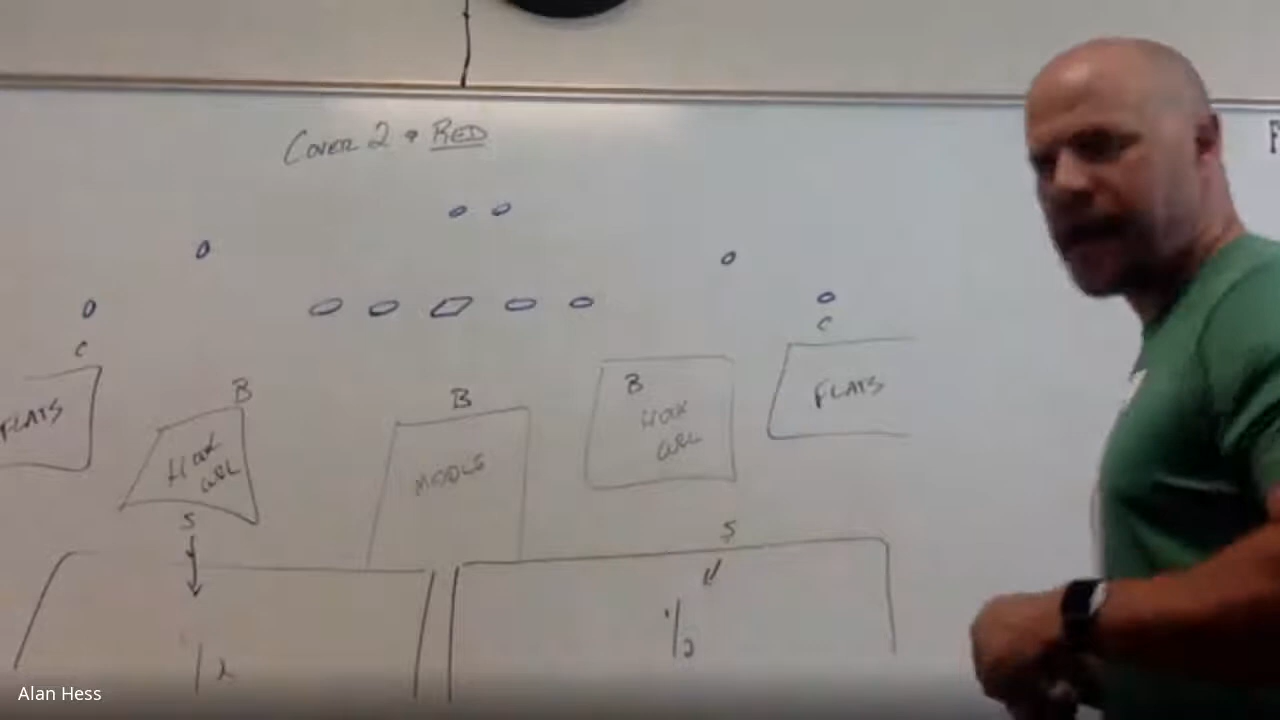 COVER 2 RED
C
C
FLATS
B
HOOK
CURL
B
MIDDLE
B
HOOK
CURL
FLATS
S
S
1/2
1/2
Alan Hess